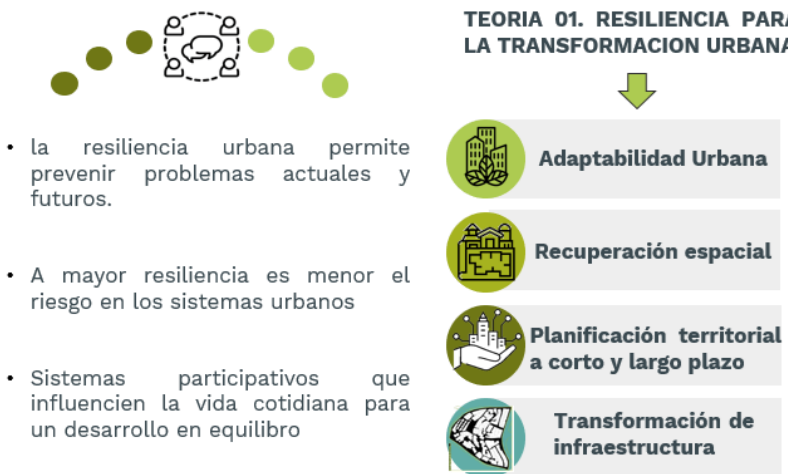 TEORIA 01. RESILIENCIA PARA
LA TRANSFORMACION URBANA
• la resiliencia urbana permite
prevenir problemas actuales y
futuros.
• A mayor resiliencia es menor el
riesgo en los sistemas urbanos
• Sistemas participativos que
influencien la vida cotidiana para
un desarrollo en equilibro
Adaptabilidad Urbana
Recuperación espacial
Planificación territorial
a corto y largo plazo
Transformación de
infraestructura